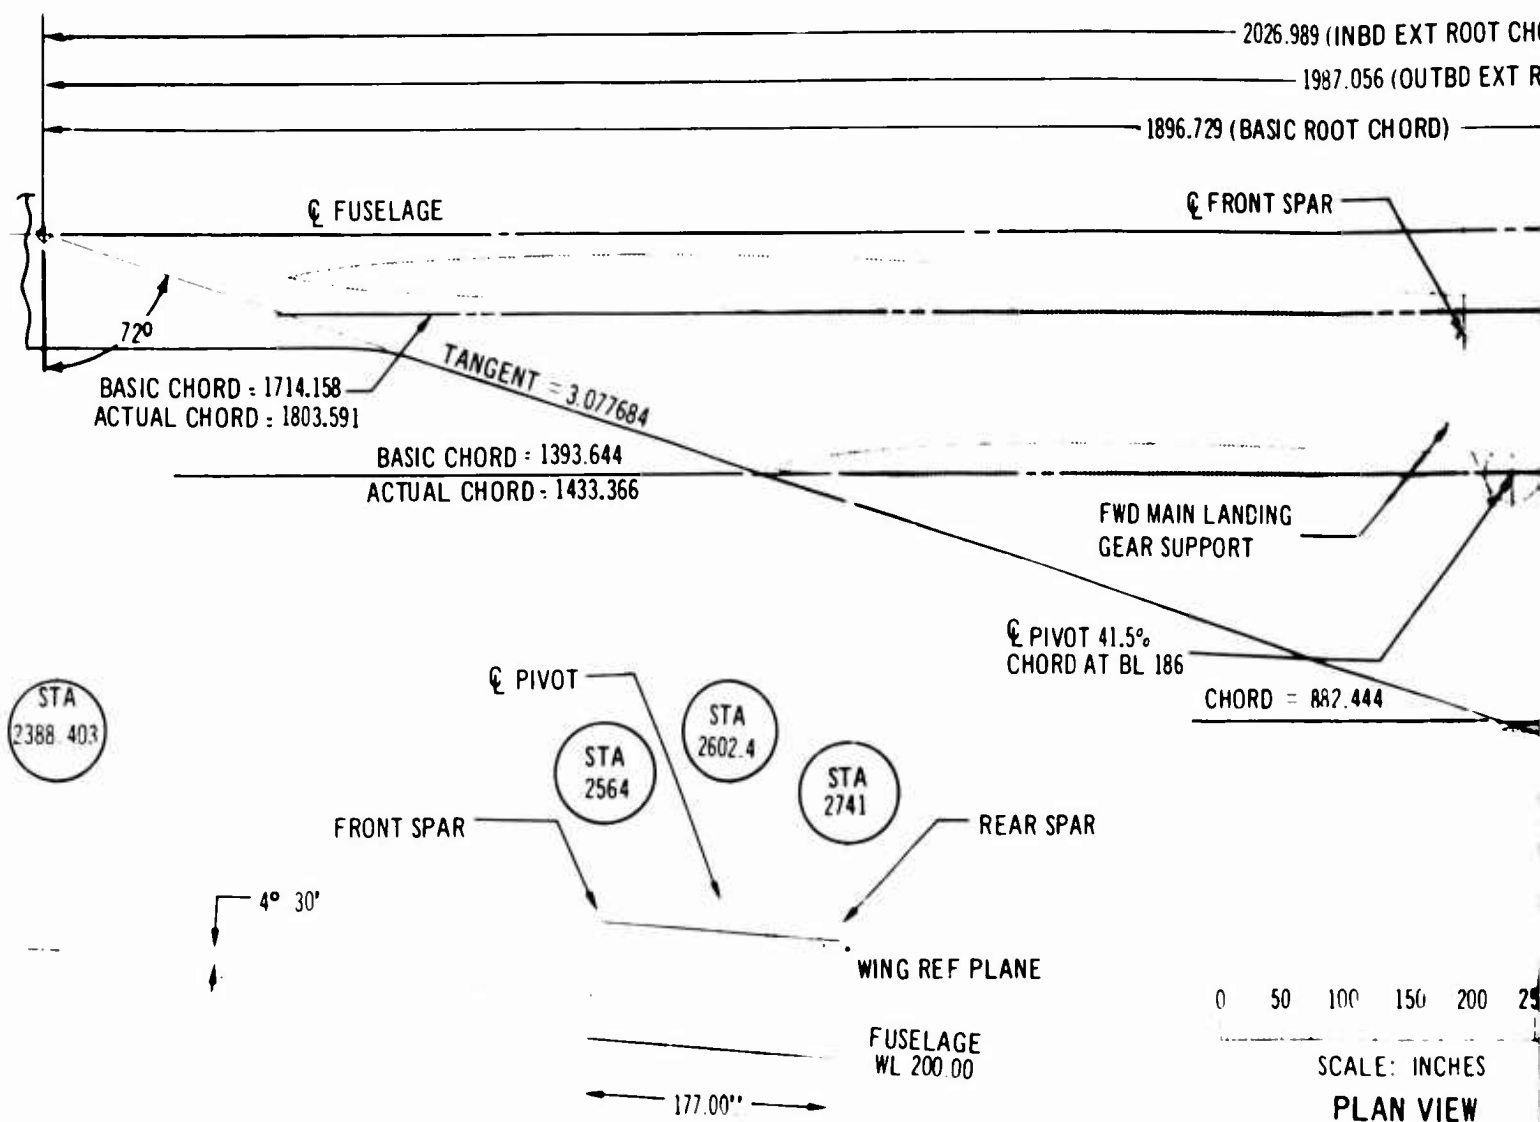 2026.989 (INBD EXT ROOT CHO
1987.056 (OUTBD EXT R
1896.729 (BASIC ROOT CHORD)
℄ FUSELAGE
℄ FRONT SPAR
72°
TANGENT = 3.077684
BASIC CHORD = 1714.158
ACTUAL CHORD = 1803.591
BASIC CHORD = 1393.644
ACTUAL CHORD = 1433.366
FWD MAIN LANDING
GEAR SUPPORT
℄ PIVOT 41.5%
CHORD AT BL 186
CHORD = 882.444
℄ PIVOT
STA
2388.403
STA
2564
STA
2602.4
STA
2741
FRONT SPAR
REAR SPAR
4° 30'
WING REF PLANE
FUSELAGE
WL 200.00
177.00"
0 50 100 150 200 25
SCALE: INCHES
PLAN VIEW